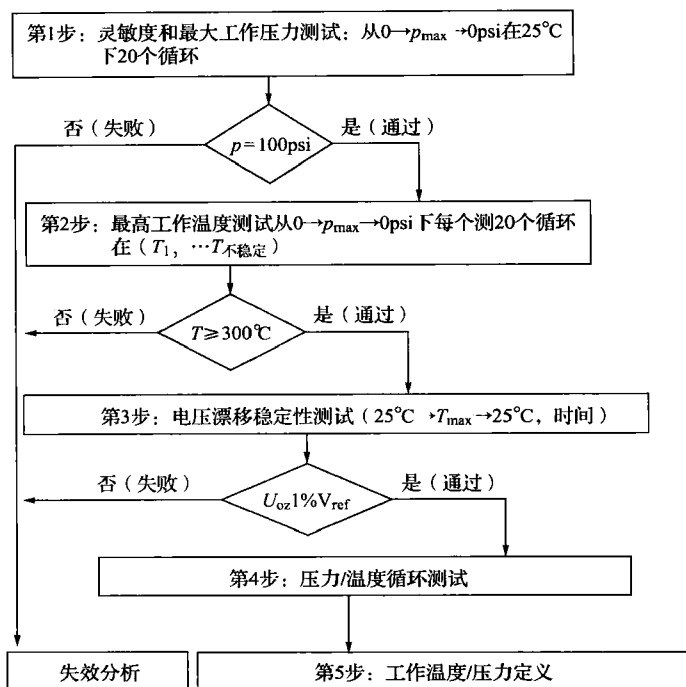 第1步：灵敏度和最大工作压力测试：从0→pmax→0psi在25℃
下20个循环
否（失败）
是（通过）
p=100psi
第2步：最高工作温度测试从0→pmax→0psi下每个测20个循环
在（T1，…T不稳定）
否（失败）
是（通过）
T≥300℃
第3步：电压漂移稳定性测试（25℃→Tmax→25℃，时间）
否（失败）
是（通过）
Uoz1%Vref
第4步：压力/温度循环测试
失效分析
第5步：工作温度/压力定义